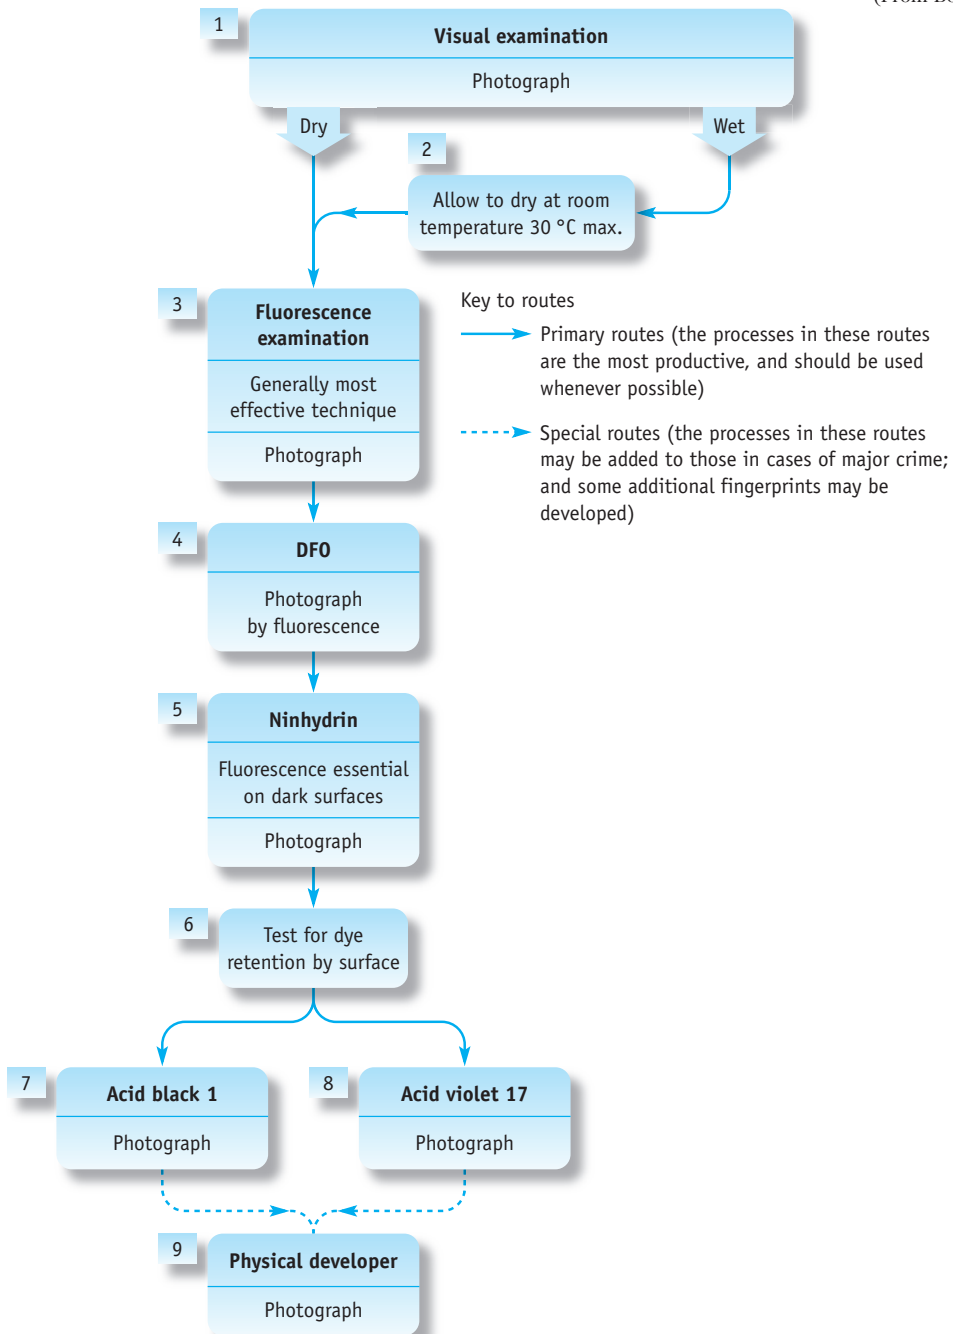 1
Visual examination
Photograph
Dry
Wet
2
Allow to dry at room
temperature 30 °C max.
3
Fluorescence
examination
Generally most
effective technique
Photograph
Key to routes
Primary routes (the processes in these routes
are the most productive, and should be used
whenever possible)
Special routes (the processes in these routes
may be added to those in cases of major crime;
and some additional fingerprints may be
developed)
4
DFO
Photograph
by fluorescence
5
Ninhydrin
Fluorescence essential
on dark surfaces
Photograph
6
Test for dye
retention by surface
7
Acid black 1
Photograph
8
Acid violet 17
Photograph
9
Physical developer
Photograph